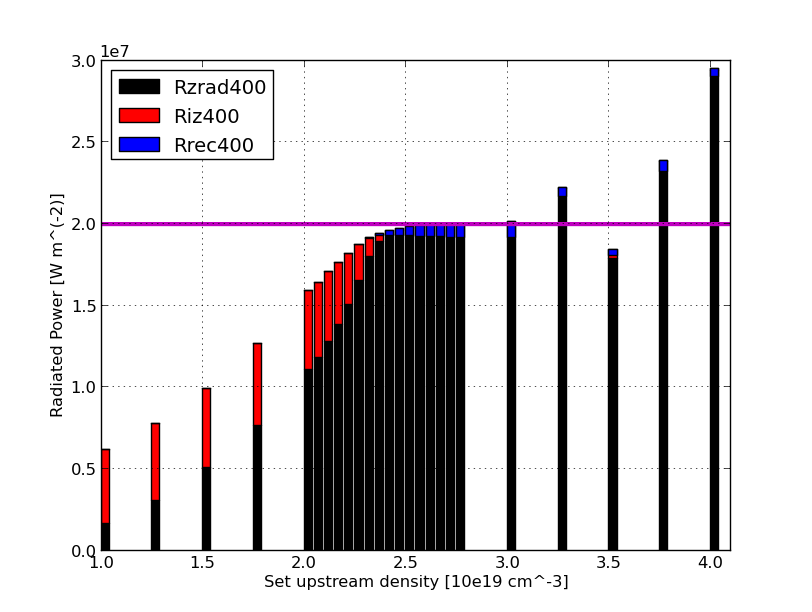 1e7
3.0
2.5
2.0
1.5
1.0
0.5
0.0
Radiated Power [W m^(-2)]
Rzrad400
Riz400
Rrec400
1.0 1.5 2.0 2.5 3.0 3.5 4.0
Set upstream density [10e19 cm^-3]